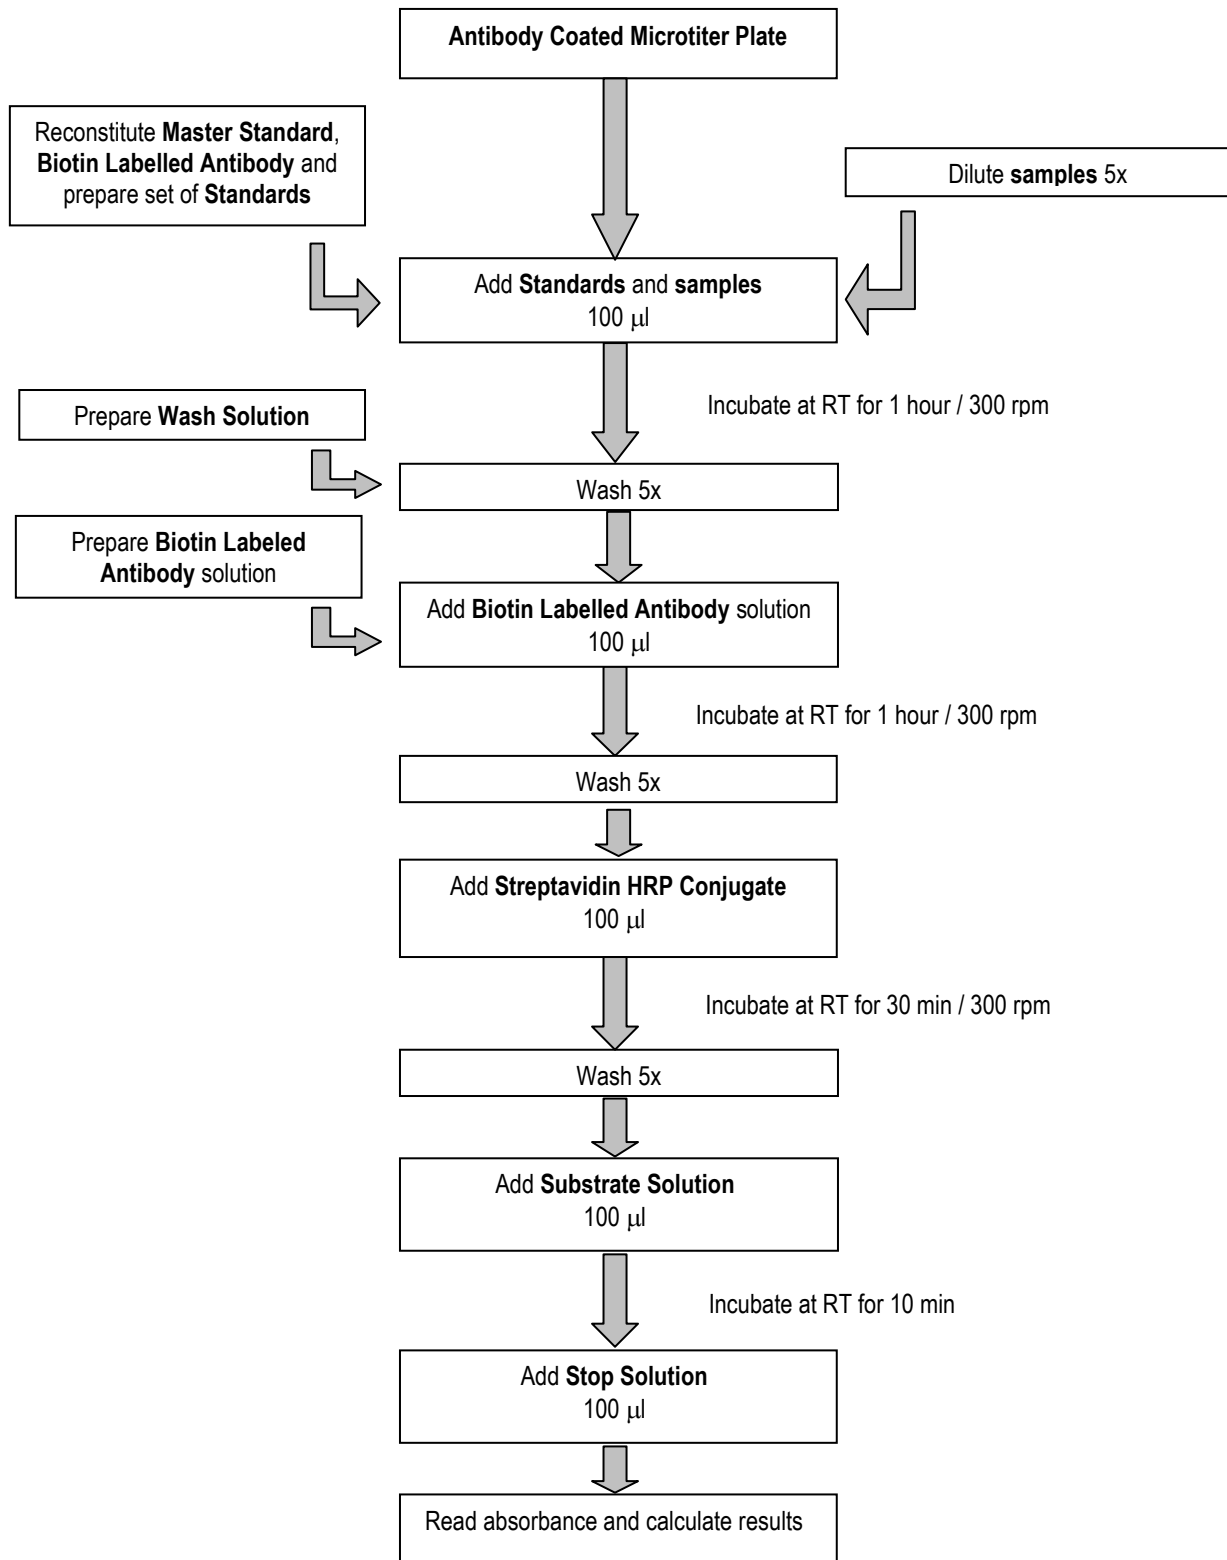 Antibody Coated Microtiter Plate
Reconstitute Master Standard,
Biotin Labelled Antibody and
prepare set of Standards
Dilute samples 5x
Add Standards and samples
100 µl
Incubate at RT for 1 hour / 300 rpm
Prepare Wash Solution
Wash 5x
Prepare Biotin Labeled
Antibody solution
Add Biotin Labelled Antibody solution
100 µl
Incubate at RT for 1 hour / 300 rpm
Wash 5x
Add Streptavidin HRP Conjugate
100 µl
Incubate at RT for 30 min / 300 rpm
Wash 5x
Add Substrate Solution
100 µl
Incubate at RT for 10 min
Add Stop Solution
100 µl
Read absorbance and calculate results